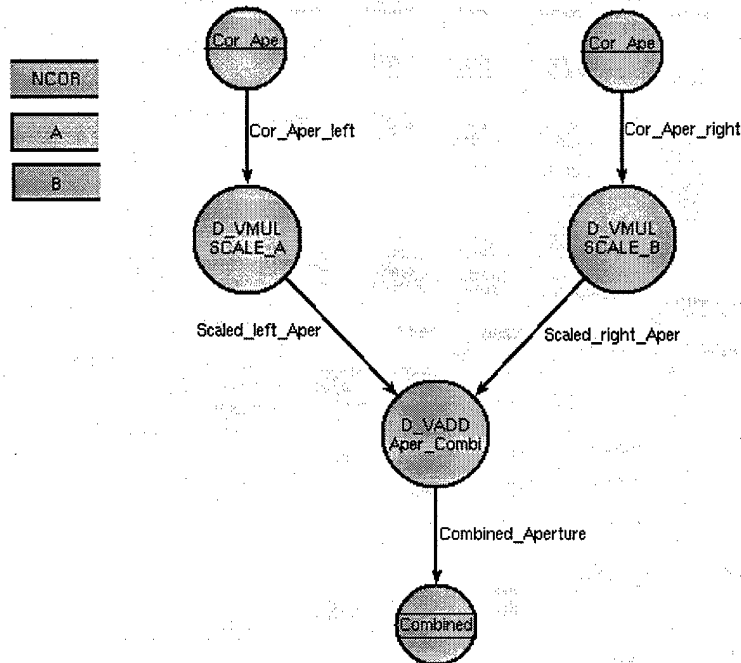 Cor_Ape
Cor_Ape
NCOR
A
B
Cor_Aper_left
Cor_Aper_right
D_VMUL
SCALE_A
D_VMUL
SCALE_B
Scaled_left_Aper
Scaled_right_Aper
D_VADD
Aper_Combi
Combined_Aperture
Combined